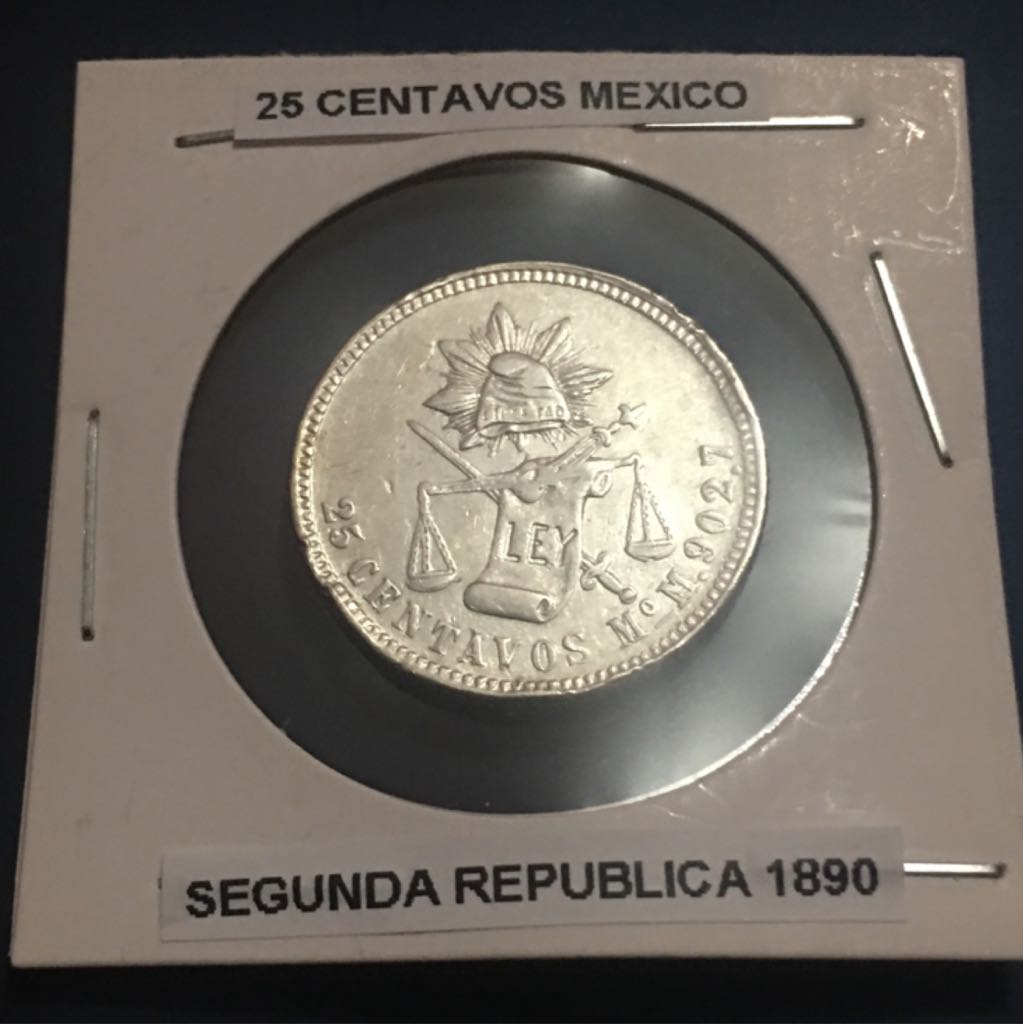 25 CENTAVOS MEXICO
LEY
25 CENTAVOS Mº M. 902,7
SEGUNDA REPUBLICA 1890